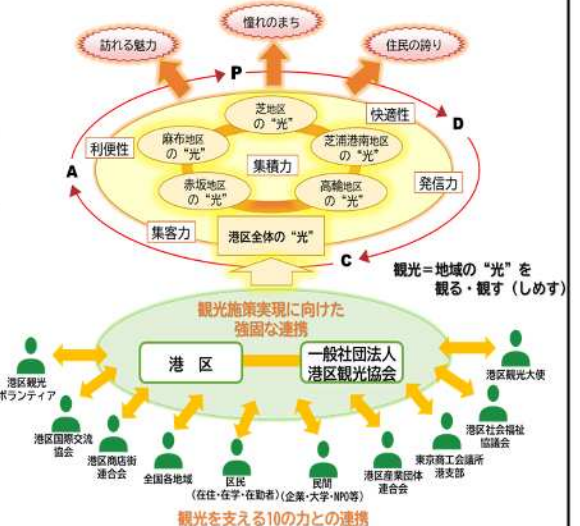 憧れのまち
訪れる魅力
住民の誇り
P
芝地区
の“光”
快適性
D
麻布地区
の“光”
芝浦港南地区
の“光”
利便性
集積力
A
赤坂地区
の“光”
高輪地区
の“光”
発信力
集客力
港区全体の“光”
C
観光＝地域の“光”を
観る・観す（しめす）
観光施策実現に向けた
強固な連携
港 区
一般社団法人
港区観光協会
港区観光
ボランティア
港区観光大使
港区国際交流
協会
港区社会福祉
協議会
港区商店街
連合会
東京商工会議所
港支部
全国各地域
区民
（在住・在学・在勤者）
民間
（企業・大学・NPO等）
港区産業団体
連合会
観光を支える10の力との連携